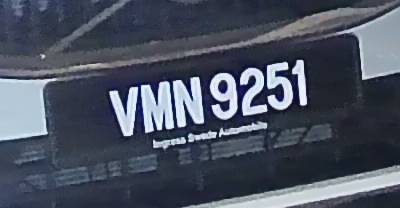 VMN 9251
Ingress Swede Automobile